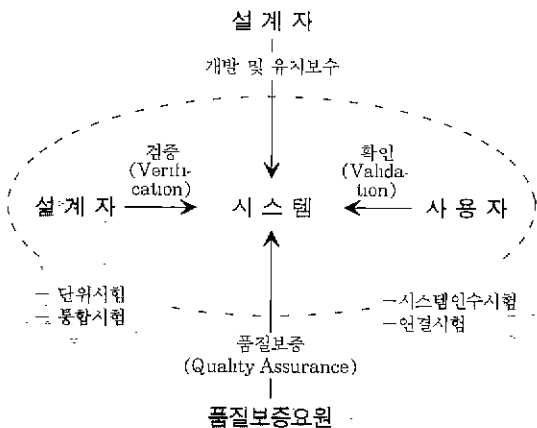 설 계 자
개발 및 유지보수
검증
(Verifi-
cation)
확인
(Valida-
tion)
설 계 자
시 스 템
사 용 자
— 단위시험
— 통합시험
—시스템인수시험
—연결시험
품질보증
(Quality Assurance)
품질보증요원